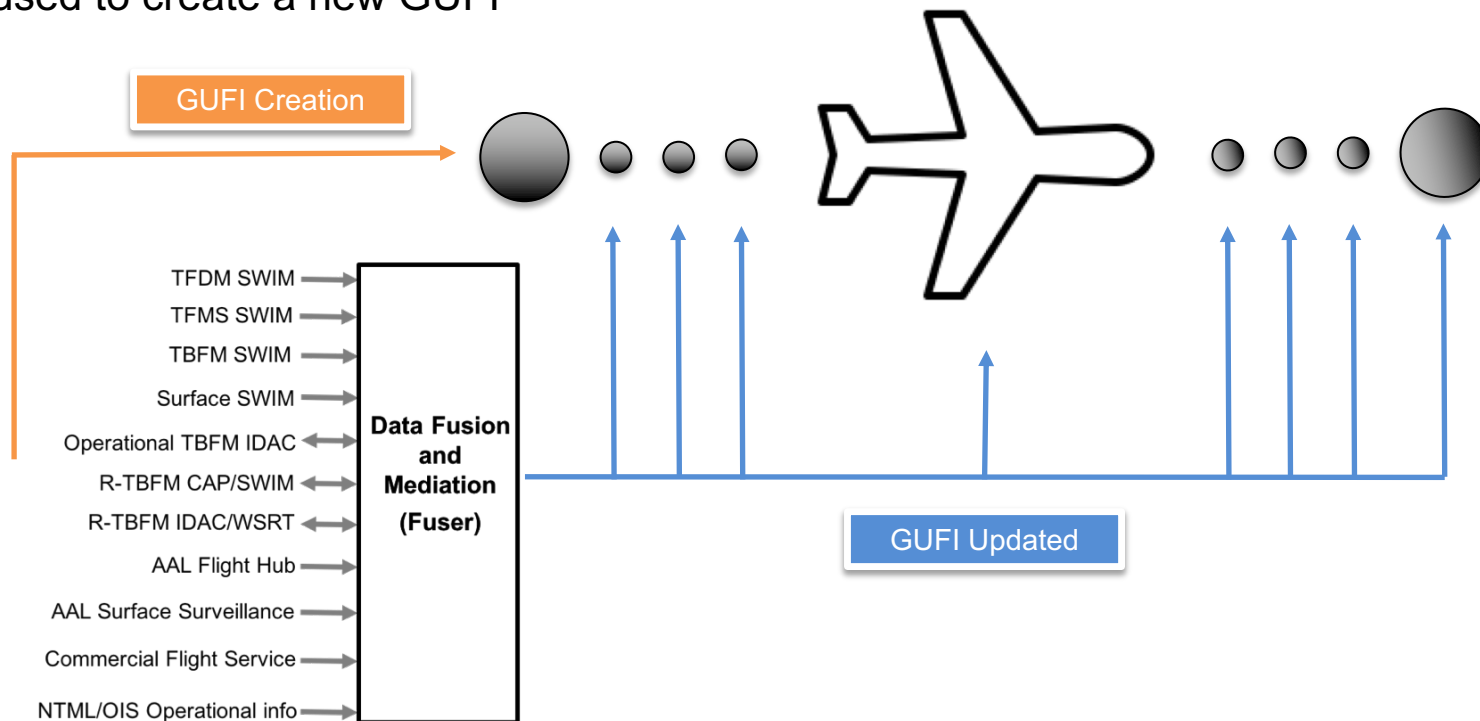 used to create a new GUFI
GUFI Creation
TFDM SWIM
TFMS SWIM
TBFM SWIM
Surface SWIM
Operational TBFM IDAC
R-TBFM CAP/SWIM
R-TBFM IDAC/WSRT
AAL Flight Hub
AAL Surface Surveillance
Commercial Flight Service
NTML/OIS Operational info
Data Fusion
and
Mediation
(Fuser)
GUFI Updated